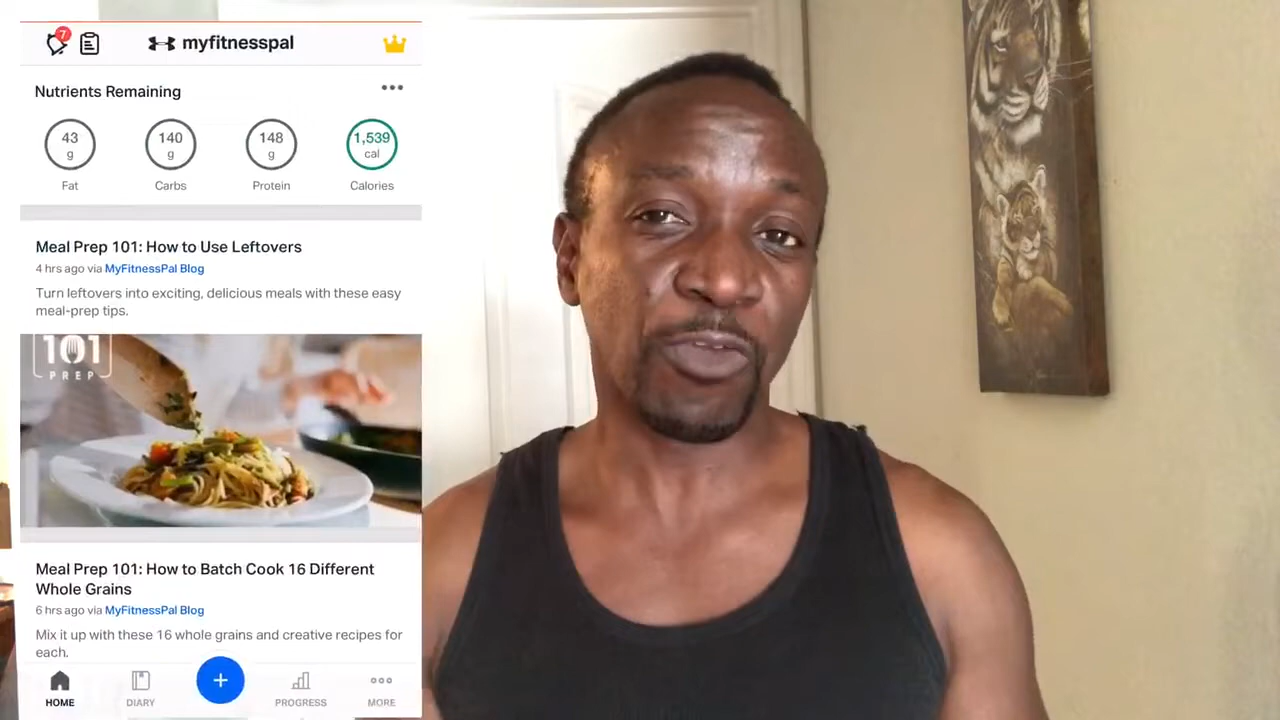 7
myfitnesspal
Nutrients Remaining
43 140 148 1,539
g g g cal
Fat Carbs Protein Calories
Meal Prep 101: How to Use Leftovers
4 hrs ago via MyFitnessPal Blog
Turn leftovers into exciting, delicious meals with these easy
meal-prep tips.
101
PREP
Meal Prep 101: How to Batch Cook 16 Different
Whole Grains
6 hrs ago via MyFitnessPal Blog
Mix it up with these 16 whole grains and creative recipes for
each.
HOME DIARY + PROGRESS MORE